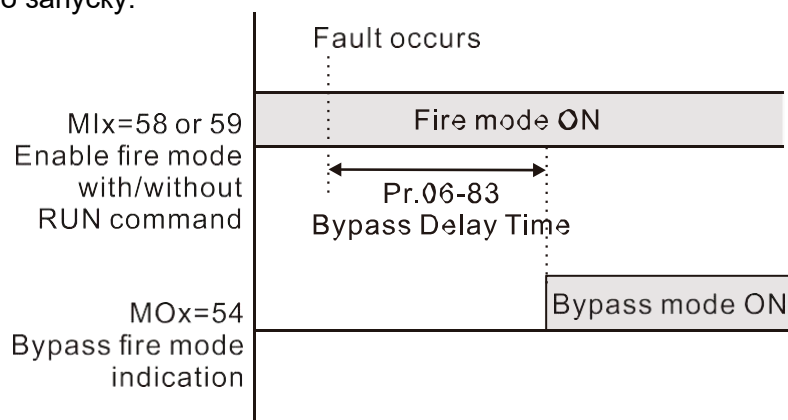 Fault occurs
MIx=58 or 59
Enable fire mode
with/without
RUN command
Fire mode ON
Pr.06-83
Bypass Delay Time
MOx=54
Bypass fire mode
indication
Bypass mode ON